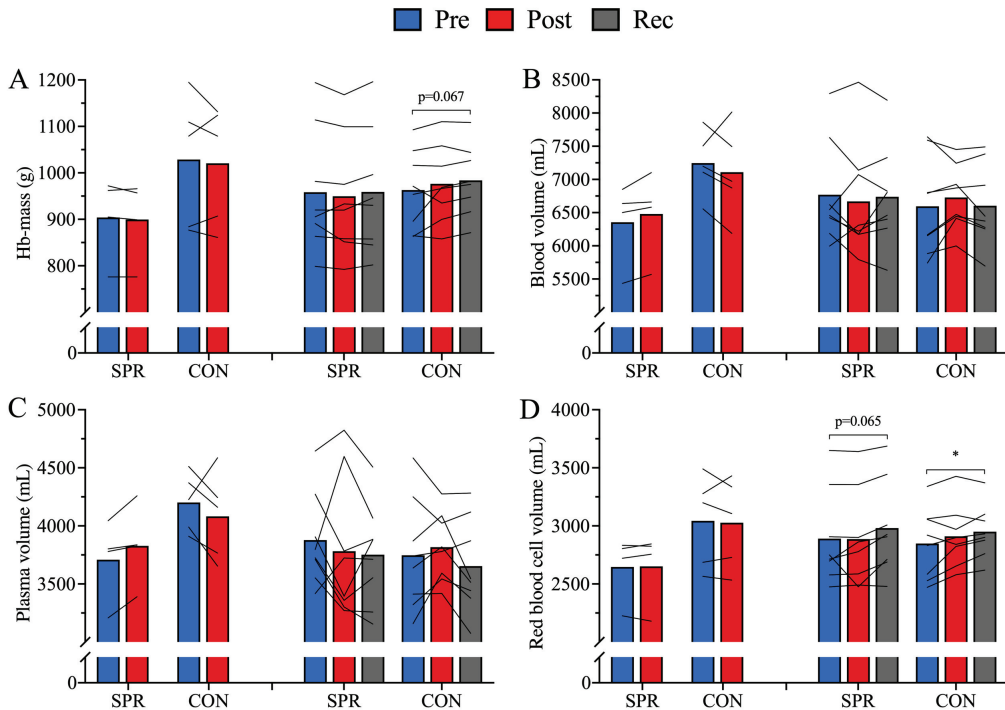 Pre Post Rec
A
Hb-mass (g)
1200
1100
1000
900
800
0
p=0.067
SPR CON SPR CON
B
Blood volume (mL)
8500
8000
7500
7000
6500
6000
5500
0
SPR CON SPR CON
C
Plasma volume (mL)
5000
4500
4000
3500
0
SPR CON SPR CON
D
Red blood cell volume (mL)
4000
3500
3000
2500
0
p=0.065
*
SPR CON SPR CON